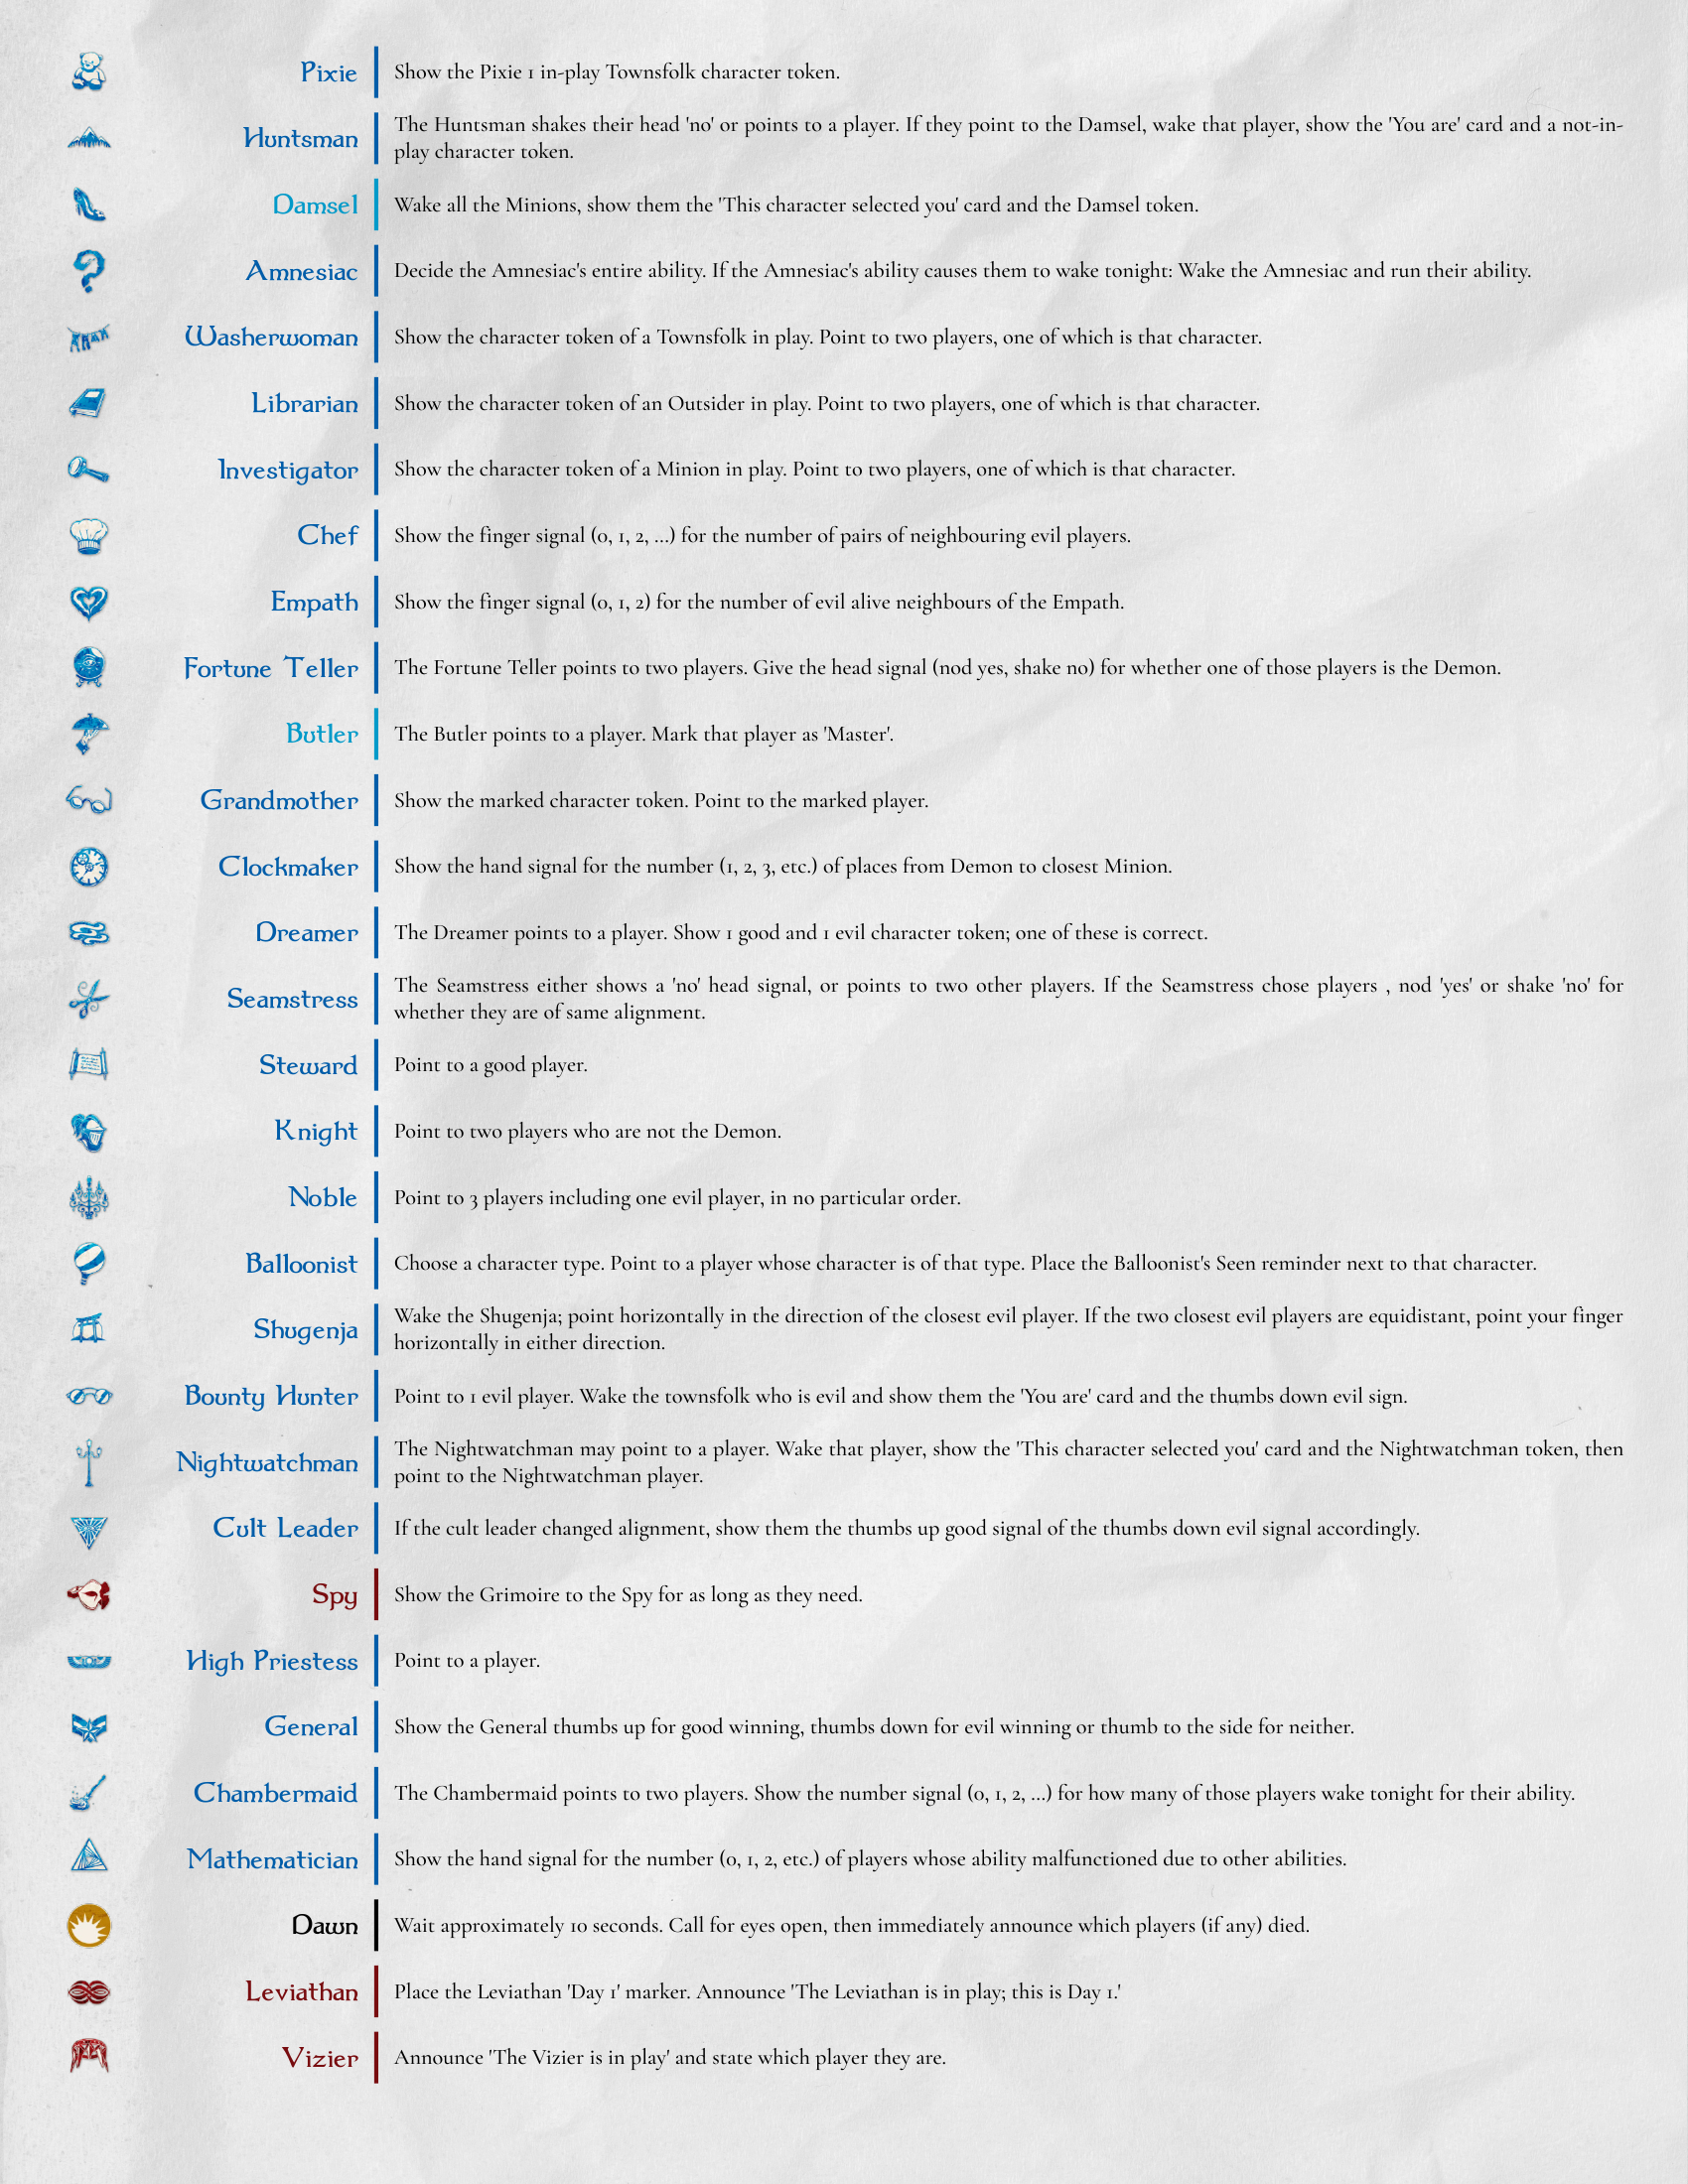 Pixie
Show the Pixie 1 in-play Townsfolk character token.
Huntsman
The Huntsman shakes their head 'no' or points to a player. If they point to the Damsel, wake that player, show the 'You are' card and a not-in-
play character token.
Damsel
Wake all the Minions, show them the 'This character selected you' card and the Damsel token.
Amnesiac
Decide the Amnesiac's entire ability. If the Amnesiac's ability causes them to wake tonight: Wake the Amnesiac and run their ability.
Washerwoman
Show the character token of a Townsfolk in play. Point to two players, one of which is that character.
Librarian
Show the character token of an Outsider in play. Point to two players, one of which is that character.
Investigator
Show the character token of a Minion in play. Point to two players, one of which is that character.
Chef
Show the finger signal (0, 1, 2, ...) for the number of pairs of neighbouring evil players.
Empath
Show the finger signal (0, 1, 2) for the number of evil alive neighbours of the Empath.
Fortune Teller
The Fortune Teller points to two players. Give the head signal (nod yes, shake no) for whether one of those players is the Demon.
Butler
The Butler points to a player. Mark that player as 'Master'.
Grandmother
Show the marked character token. Point to the marked player.
Clockmaker
Show the hand signal for the number (1, 2, 3, etc.) of places from Demon to closest Minion.
Dreamer
The Dreamer points to a player. Show 1 good and 1 evil character token; one of these is correct.
Seamstress
The Seamstress either shows a 'no' head signal, or points to two other players. If the Seamstress chose players , nod 'yes' or shake 'no' for
whether they are of same alignment.
Steward
Point to a good player.
Knight
Point to two players who are not the Demon.
Noble
Point to 3 players including one evil player, in no particular order.
Balloonist
Choose a character type. Point to a player whose character is of that type. Place the Balloonist's Seen reminder next to that character.
Shugenja
Wake the Shugenja; point horizontally in the direction of the closest evil player. If the two closest evil players are equidistant, point your finger
horizontally in either direction.
Bounty Hunter
Point to 1 evil player. Wake the townsfolk who is evil and show them the 'You are' card and the thumbs down evil sign.
Nightwatchman
The Nightwatchman may point to a player. Wake that player, show the 'This character selected you' card and the Nightwatchman token, then
point to the Nightwatchman player.
Cult Leader
If the cult leader changed alignment, show them the thumbs up good signal of the thumbs down evil signal accordingly.
Spy
Show the Grimoire to the Spy for as long as they need.
High Priestess
Point to a player.
General
Show the General thumbs up for good winning, thumbs down for evil winning or thumb to the side for neither.
Chambermaid
The Chambermaid points to two players. Show the number signal (0, 1, 2, ...) for how many of those players wake tonight for their ability.
Mathematician
Show the hand signal for the number (0, 1, 2, etc.) of players whose ability malfunctioned due to other abilities.
Dawn
Wait approximately 10 seconds. Call for eyes open, then immediately announce which players (if any) died.
Leviathan
Place the Leviathan 'Day 1' marker. Announce 'The Leviathan is in play; this is Day 1.'
Vizier
Announce 'The Vizier is in play' and state which player they are.